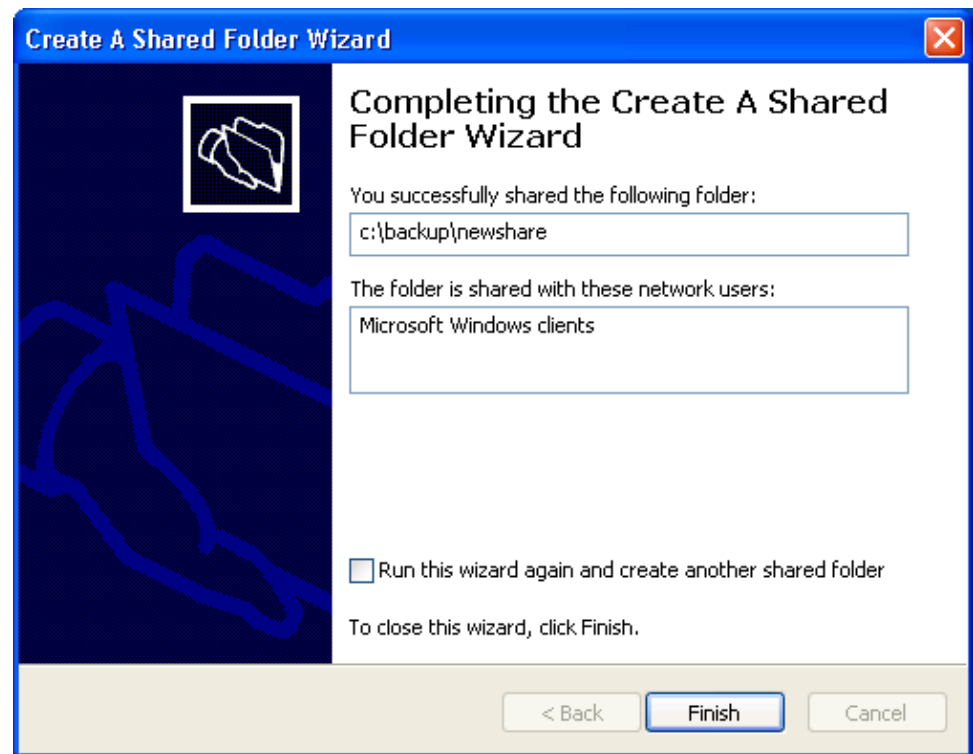 Create A Shared Folder Wizard
Completing the Create A Shared
Folder Wizard
You successfully shared the following folder:
c:\backup\newshare
The folder is shared with these network users:
Microsoft Windows clients
Run this wizard again and create another shared folder
To close this wizard, click Finish.
< Back Finish Cancel